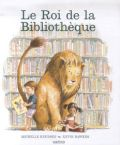 Le Roi de la
Bibliothèque
MICHELLE KNUDSEN • KEVIN HAWKES